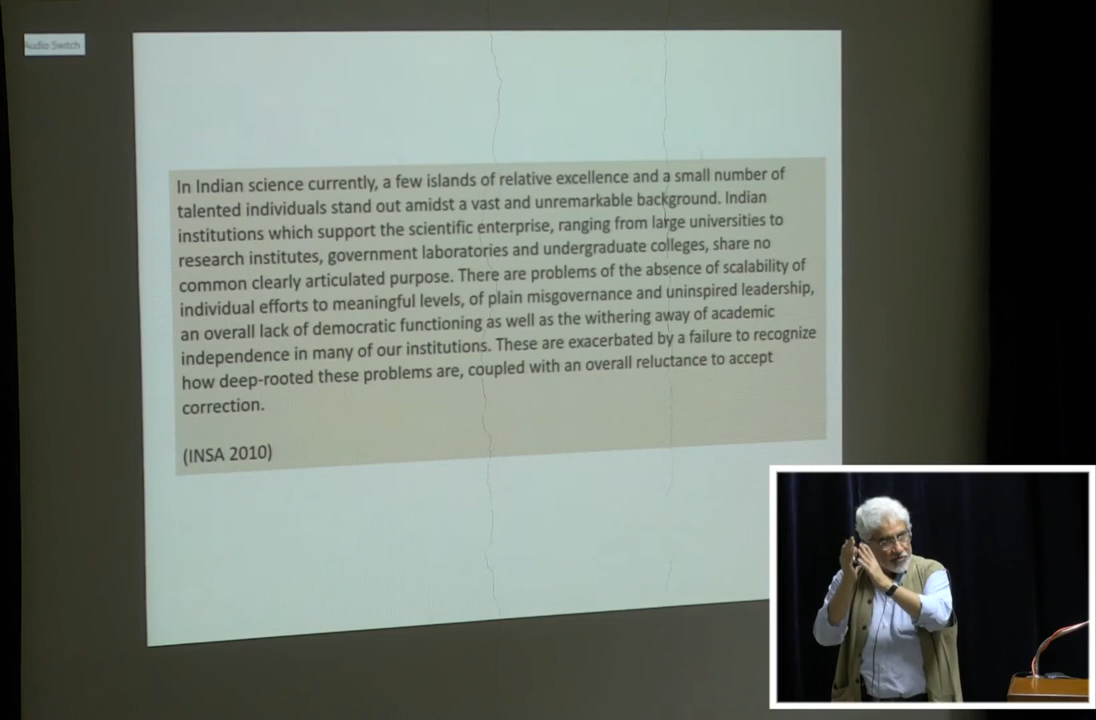 Audio Switch
In Indian science currently, a few islands of relative excellence and a small number of
talented individuals stand out amidst a vast and unremarkable background. Indian
institutions which support the scientific enterprise, ranging from large universities to
research institutes, government laboratories and undergraduate colleges, share no
common clearly articulated purpose. There are problems of the absence of scalability of
individual efforts to meaningful levels, of plain misgovernance and uninspired leadership,
an overall lack of democratic functioning as well as the withering away of academic
independence in many of our institutions. These are exacerbated by a failure to recognize
how deep-rooted these problems are, coupled with an overall reluctance to accept
correction.
(INSA 2010)